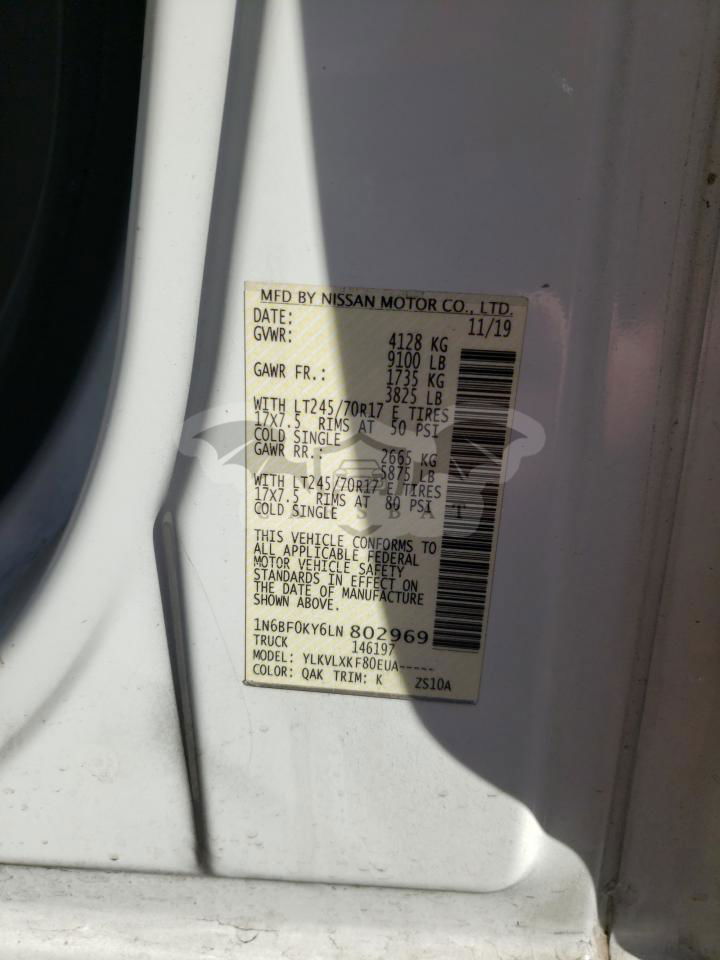 MFD BY NISSAN MOTOR CO., LTD.
DATE: 11/19
GVWR: 4128 KG
9100 LB
GAWR FR.: 1735 KG
3825 LB
WITH LT245/70R17 E TIRES
17X7.5 RIMS AT 50 PSI
COLD SINGLE
GAWR RR.: 2665 KG
5875 LB
WITH LT245/70R17 E TIRES
17X7.5 RIMS AT 80 PSI
COLD SINGLE
THIS VEHICLE CONFORMS TO
ALL APPLICABLE FEDERAL
MOTOR VEHICLE SAFETY
STANDARDS IN EFFECT ON
THE DATE OF MANUFACTURE
SHOWN ABOVE.
1N6BF0KY6LN 802969
TRUCK 146197
MODEL: YLKVLXKF80EUA-----
COLOR: QAK TRIM: K ZS10A